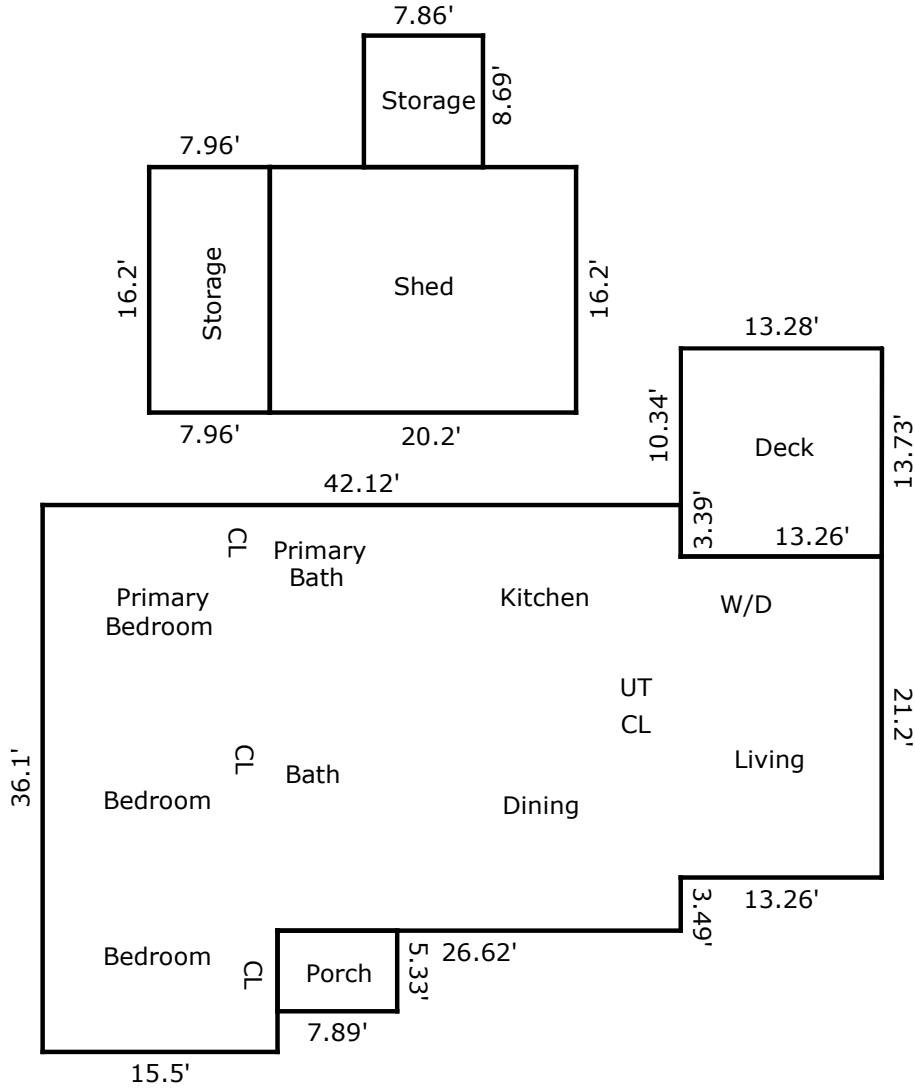 7.86'
Storage
8.69'
7.96'
16.2'
Storage
Shed
16.2'
7.96'
20.2'
13.28'
10.34'
Deck
13.73'
42.12'
3.39'
13.26'
CL
Primary
Bath
Primary
Bedroom
Kitchen
W/D
UT
CL
21.2'
36.1'
CL
Bath
Living
Bedroom
Dining
13.26'
3.49'
26.62'
Bedroom
CL
Porch
5.33'
7.89'
15.5'